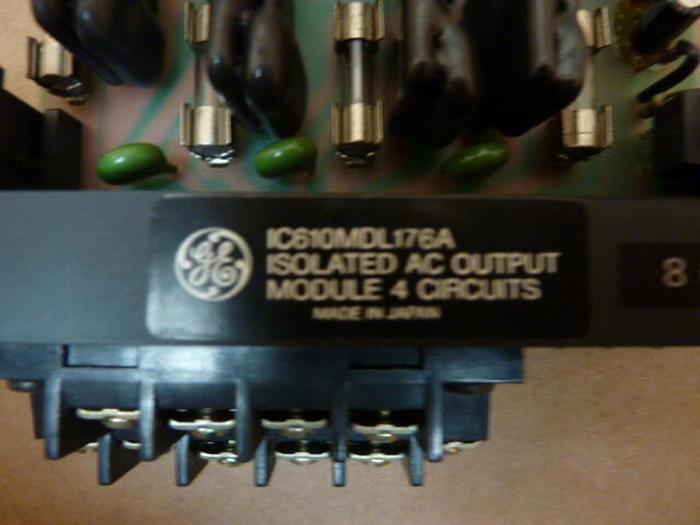 GE
IC610MDL176A
ISOLATED AC OUTPUT
MODULE 4 CIRCUITS
MADE IN JAPAN
8